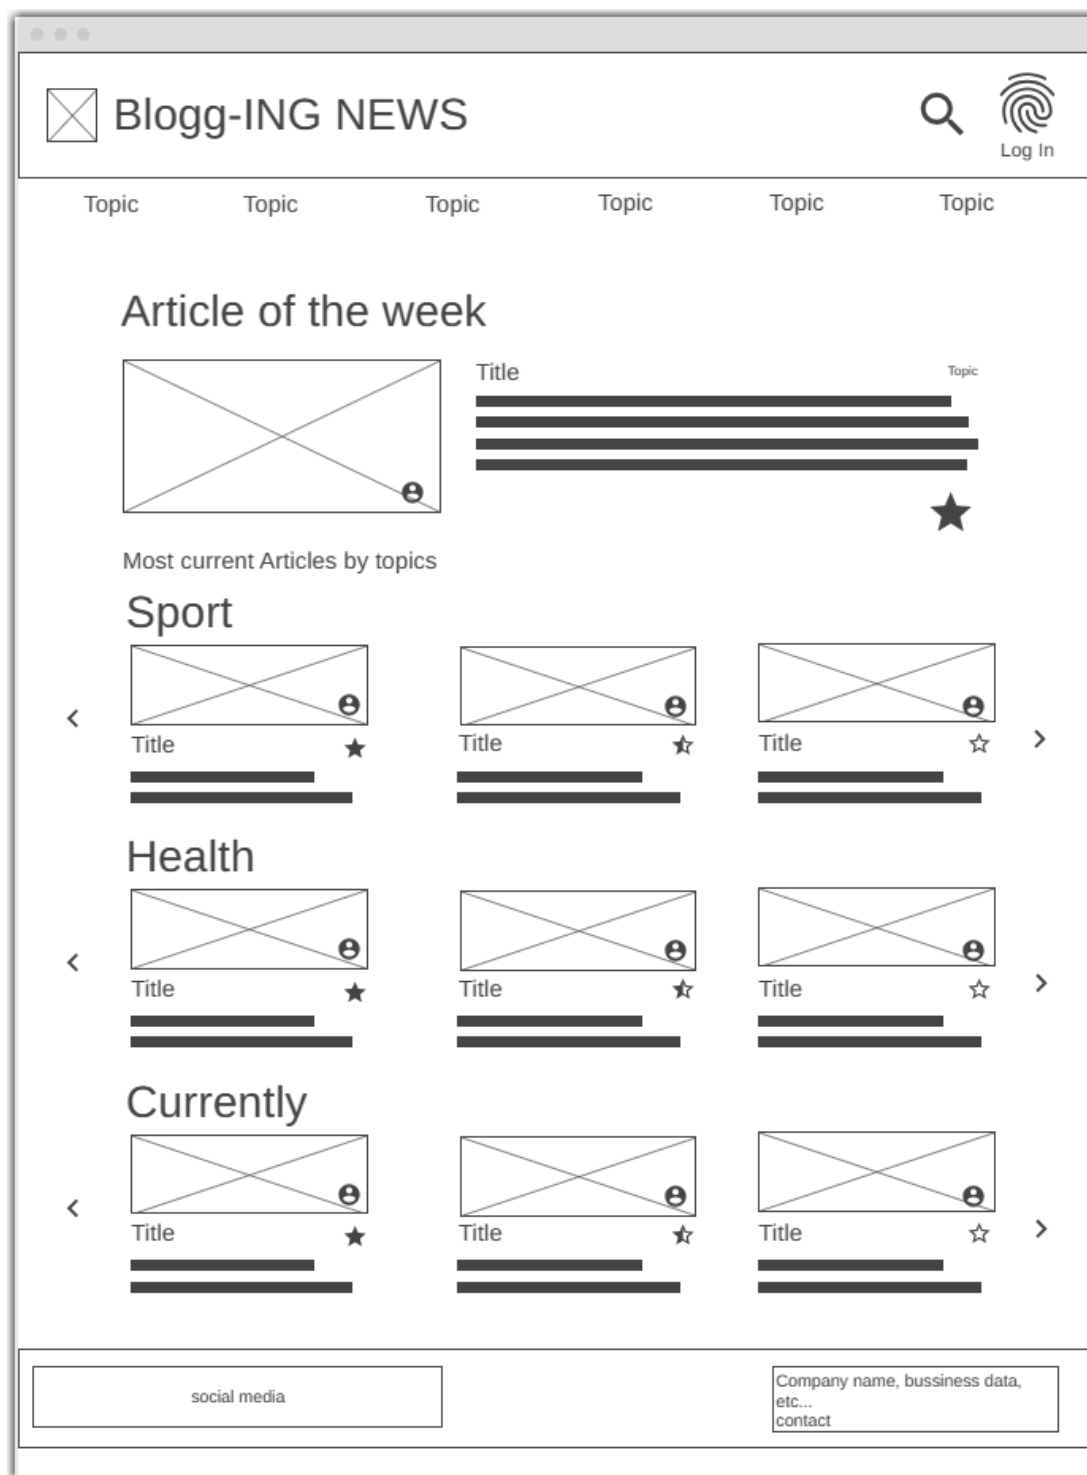 Blogg-ING NEWS
Log In
Topic Topic Topic Topic Topic Topic
Article of the week
Title Topic
Most current Articles by topics
Sport
Title Title Title
Health
Title Title Title
Currently
Title Title Title
social media
Company name, bussiness data,
etc...
contact